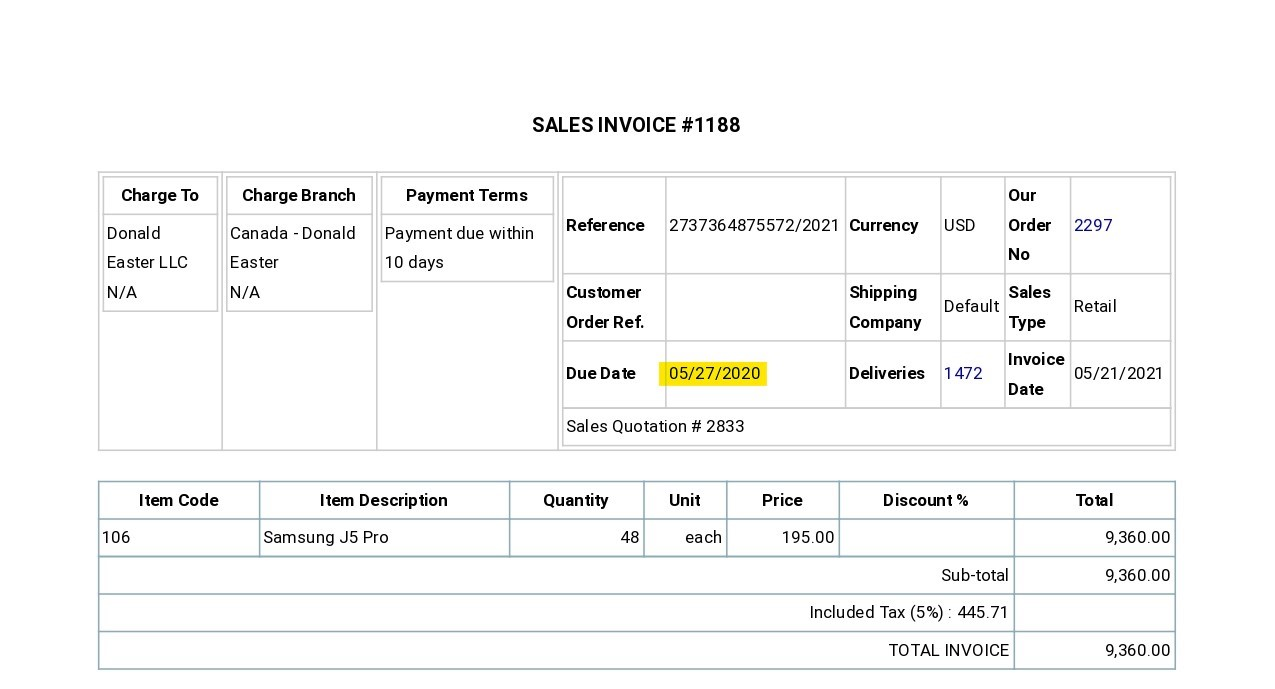 SALES INVOICE #1188
Charge To
Donald
Easter LLC
N/A
Charge Branch
Canada - Donald
Easter
N/A
Payment Terms
Payment due within
10 days
Reference
2737364875572/2021
Currency
USD
Our
Order
No
2297
Customer
Order Ref.
Shipping
Company
Default
Sales
Type
Retail
Due Date
05/27/2020
Deliveries
1472
Invoice
Date
05/21/2021
Sales Quotation # 2833
Item Code Item Description Quantity Unit Price Discount % Total
106 Samsung J5 Pro 48 each 195.00 9,360.00
Sub-total 9,360.00
Included Tax (5%) : 445.71
TOTAL INVOICE 9,360.00